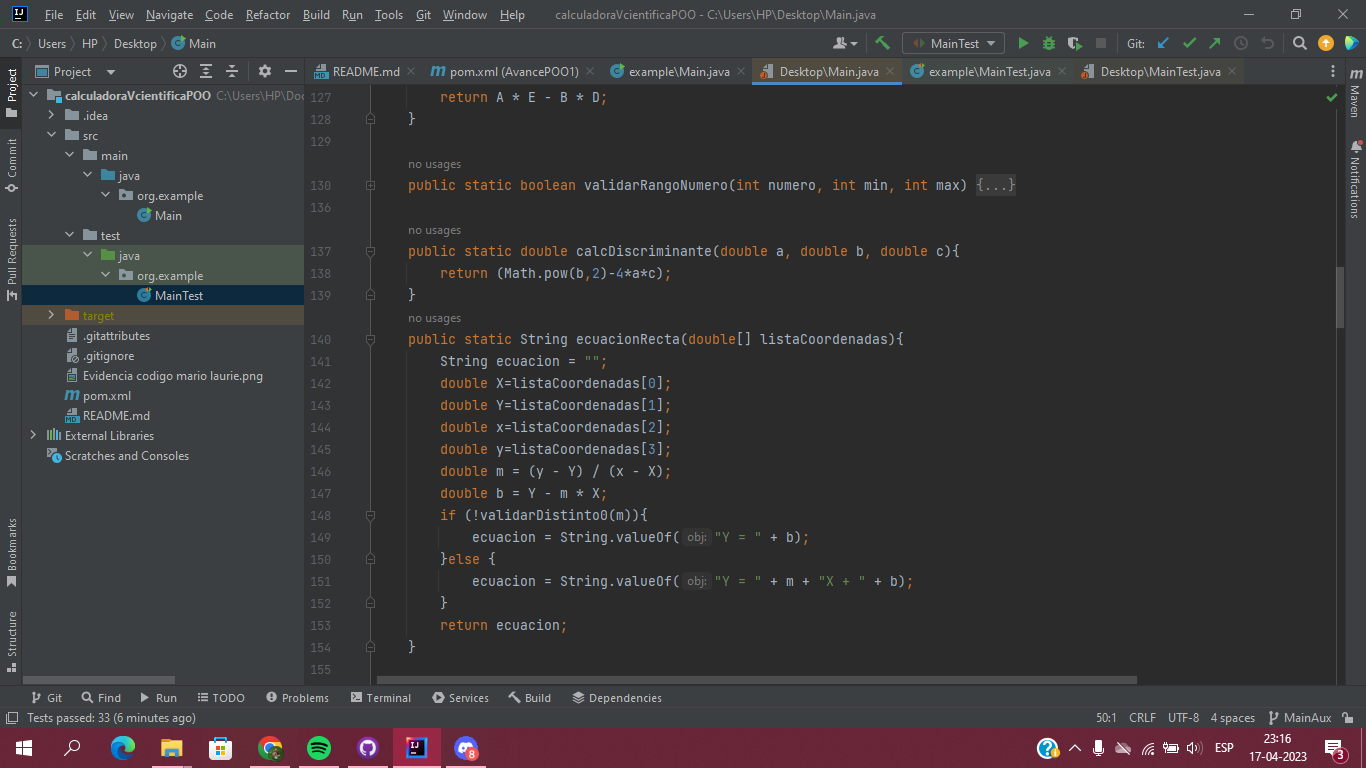 File Edit View Navigate Code Refactor Build Run Tools Git Window Help calculadoraVcientificaPOO - C:\Users\HP\Desktop\Main.java
C: Users HP Desktop Main MainTest Git:
Project README.md pom.xml (AvancePOO1) example\Main.java Desktop\Main.java example\MainTest.java Desktop\MainTest.java
Project
Commit
Pull Requests
Bookmarks
Structure
calculadoraVcientificaPOO C:\Users\HP\Doc
.idea
src
main
java
org.example
Main
test
java
org.example
MainTest
target
.gitattributes
.gitignore
Evidencia codigo mario laurie.png
pom.xml
README.md
External Libraries
Scratches and Consoles
127 return A * E - B * D;
128 }
129
no usages
130 public static boolean validarRangoNumero(int numero, int min, int max) {...}
136
no usages
137 public static double calcDiscriminante(double a, double b, double c){
138 return (Math.pow(b,2)-4*a*c);
139 }
no usages
140 public static String ecuacionRecta(double[] listaCoordenadas){
141 String ecuacion = "";
142 double X=listaCoordenadas[0];
143 double Y=listaCoordenadas[1];
144 double x=listaCoordenadas[2];
145 double y=listaCoordenadas[3];
146 double m = (y - Y) / (x - X);
147 double b = Y - m * X;
148 if (!validarDistinto0(m)){
149 ecuacion = String.valueOf( obj: "Y = " + b);
150 }else {
151 ecuacion = String.valueOf( obj: "Y = " + m + "X + " + b);
152 }
153 return ecuacion;
154 }
155
Maven
Notifications
Git Find Run TODO Problems Terminal Services Build Dependencies
Tests passed: 33 (6 minutes ago) 50:1 CRLF UTF-8 4 spaces MainAux
8 ESP 23:16
17-04-2023 3